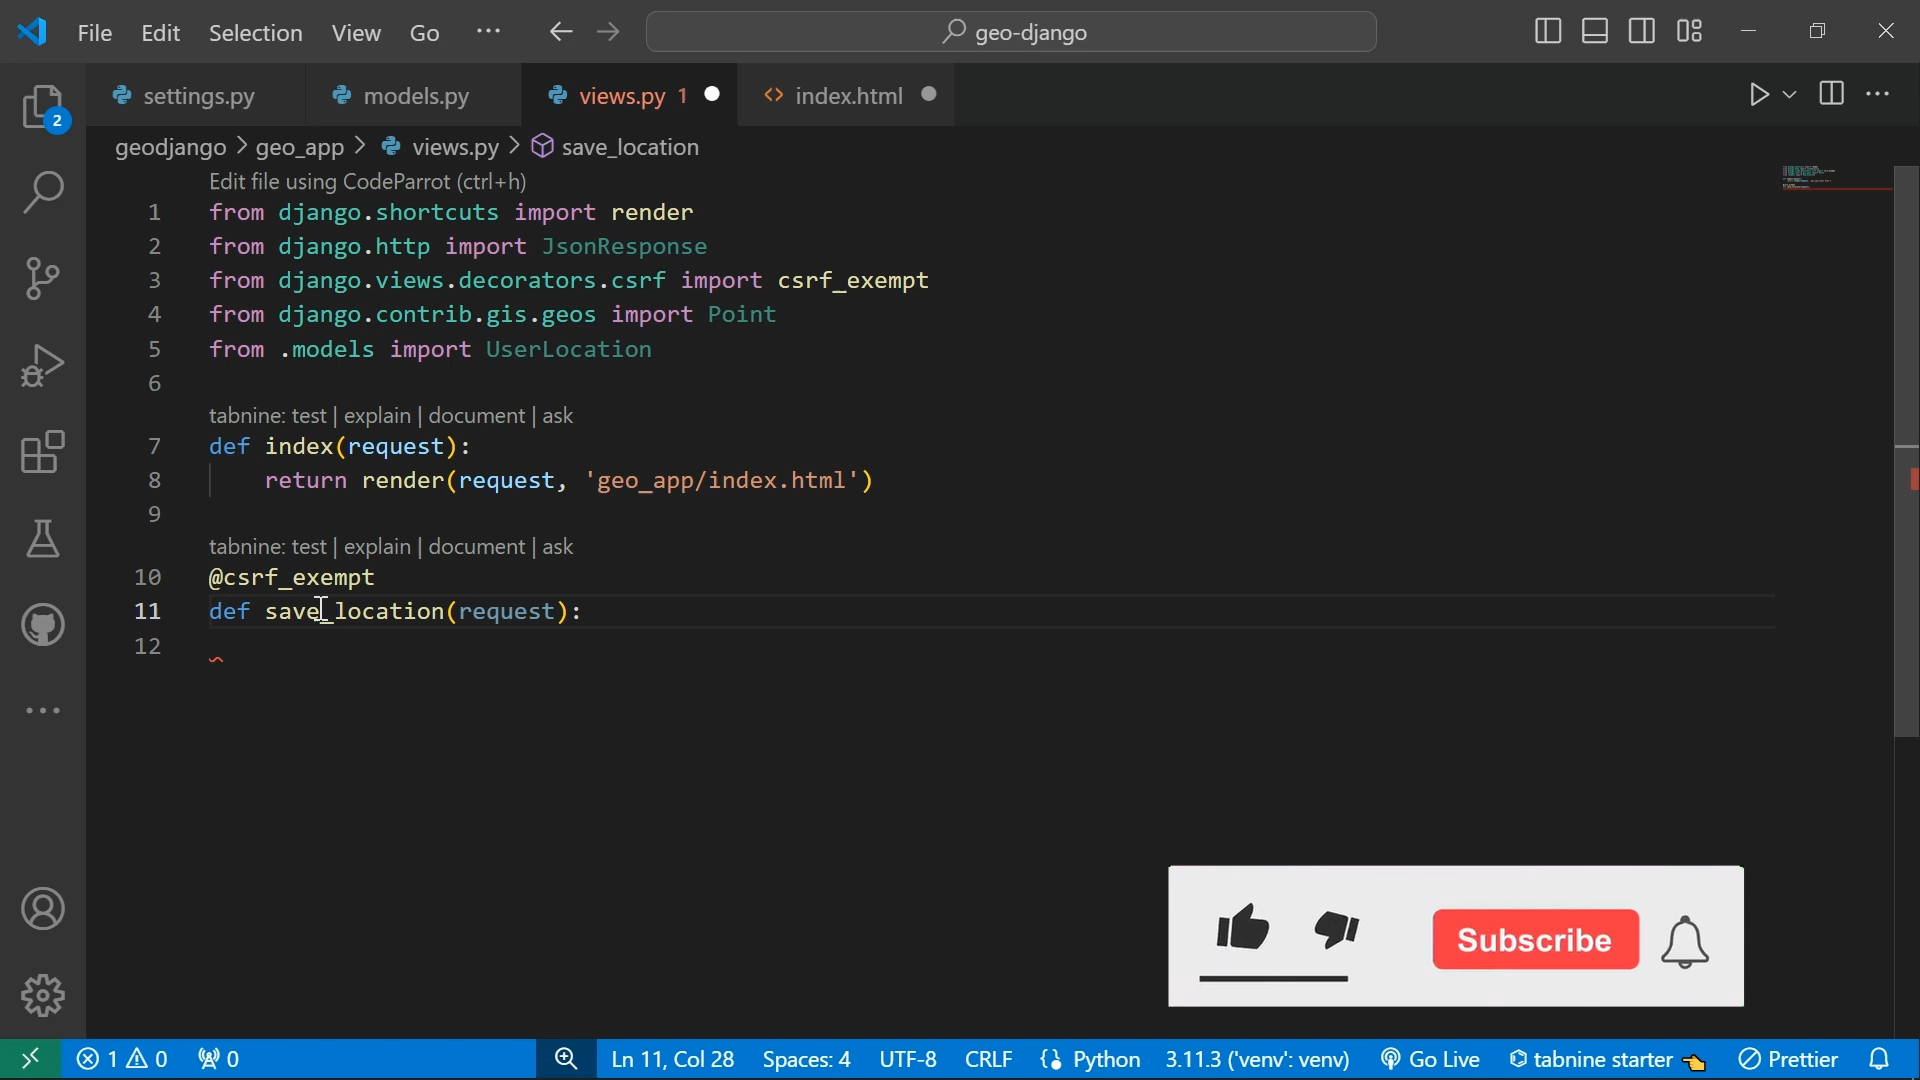 File Edit Selection View Go ··· geo-django
2
settings.py models.py views.py 1 index.html
geodjango > geo_app > views.py > save_location
Edit file using CodeParrot (ctrl+h)
1 from django.shortcuts import render
2 from django.http import JsonResponse
3 from django.views.decorators.csrf import csrf_exempt
4 from django.contrib.gis.geos import Point
5 from .models import UserLocation
6
tabnine: test | explain | document | ask
7 def index(request):
8 return render(request, 'geo_app/index.html')
9
tabnine: test | explain | document | ask
10 @csrf_exempt
11 def save_location(request):
12
Subscribe
1 0 0 Ln 11, Col 28 Spaces: 4 UTF-8 CRLF Python 3.11.3 ('venv': venv) Go Live tabnine starter Prettier